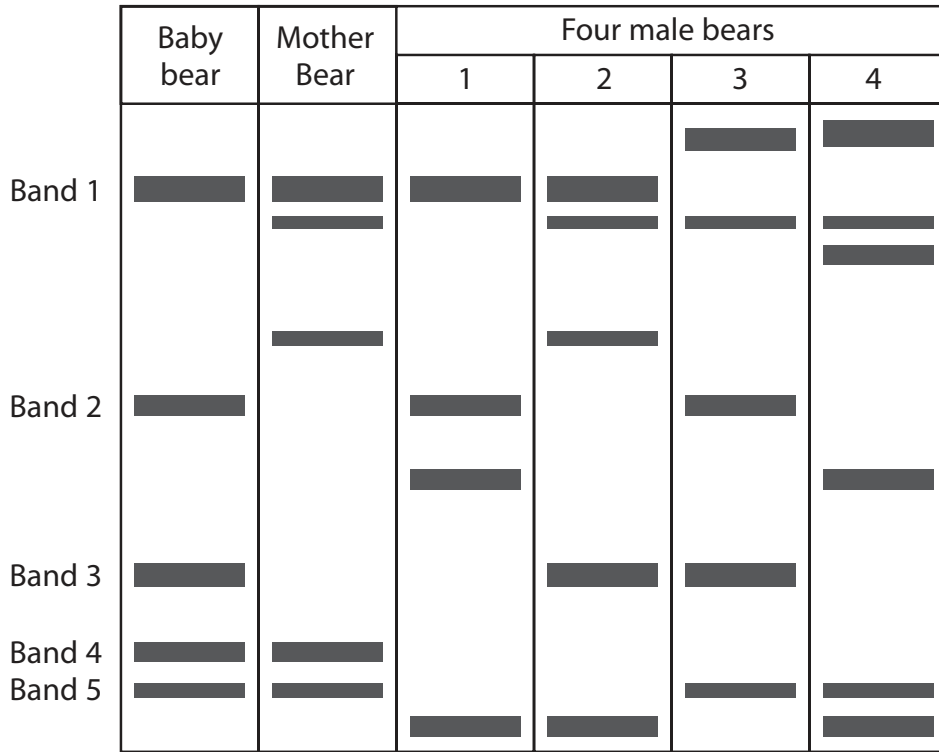 Baby
bear
Mother
Bear
Four male bears
1
2
3
4
Band 1
Band 2
Band 3
Band 4
Band 5